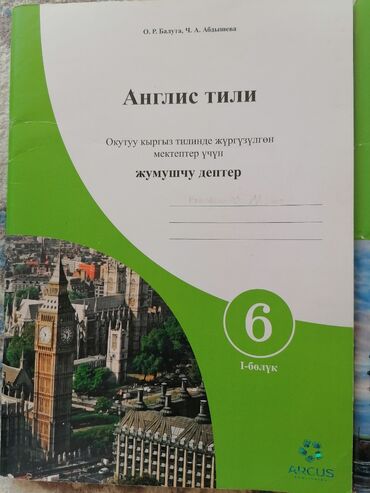 О. Р. Балута, Ч. А. Абдышева
Англис тили
Окутуу кыргыз тилинде жүргүзүлгөн
мектептер үчүн
жумушчу дептер
6
I-бөлүк
ARCUS